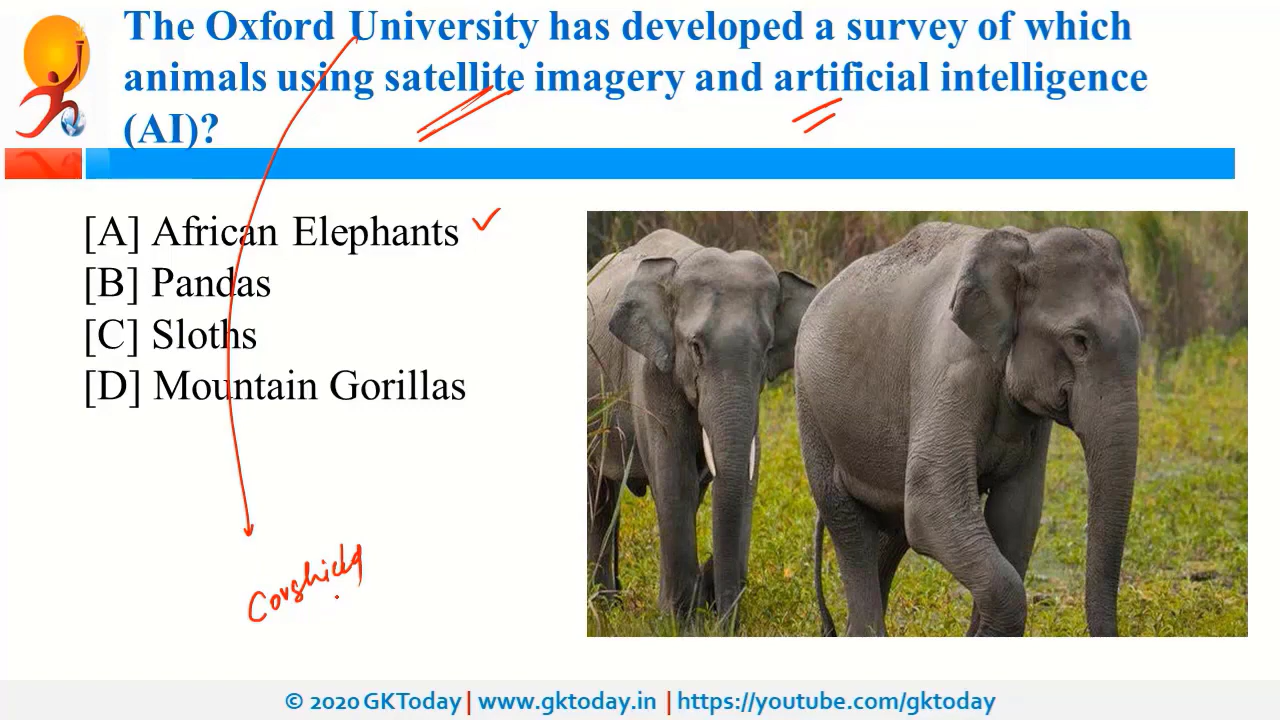 The Oxford University has developed a survey of which
animals using satellite imagery and artificial intelligence
(AI)?
[A] African Elephants
[B] Pandas
[C] Sloths
[D] Mountain Gorillas
© 2020 GKToday | www.gktoday.in | https://youtube.com/gktoday